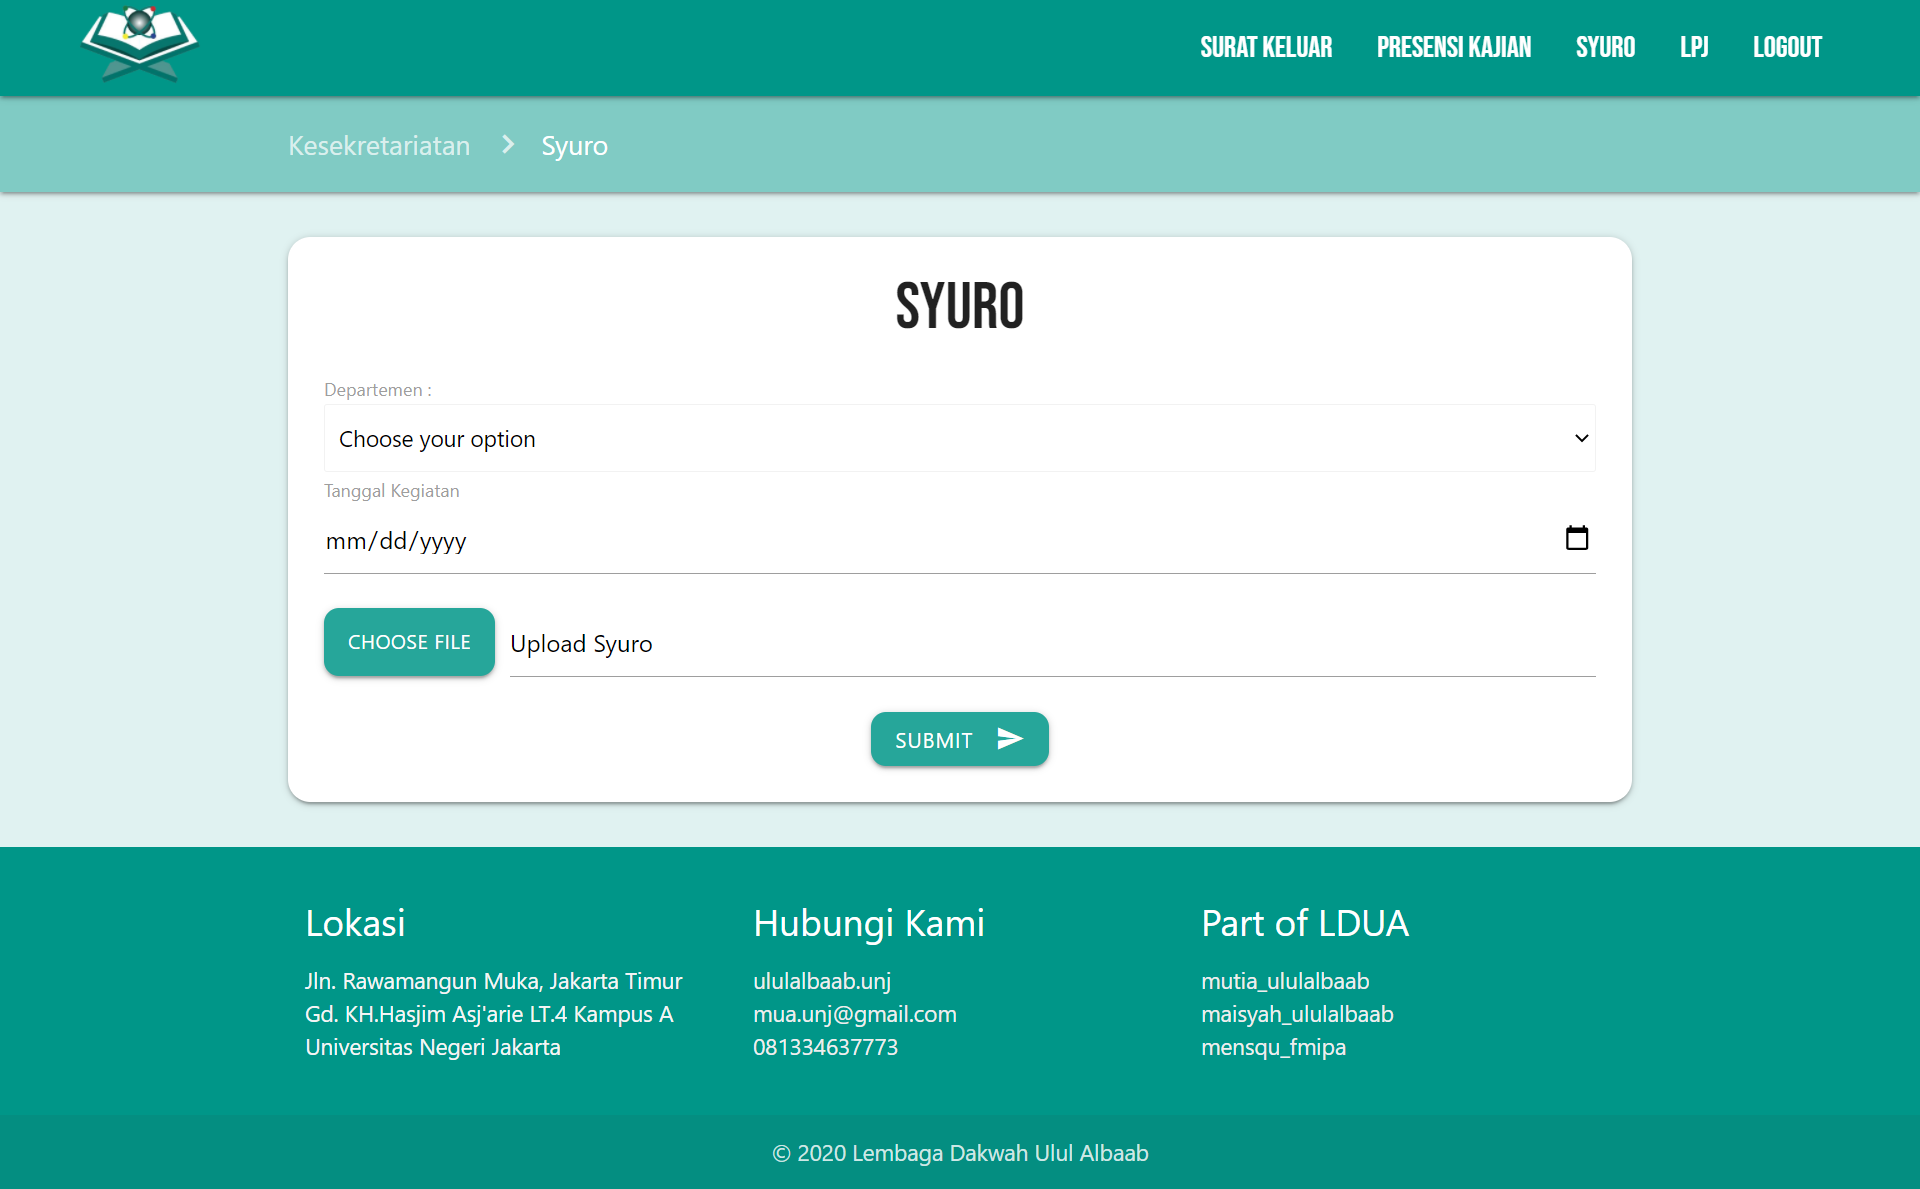 SURAT KELUAR PRESENSI KAJIAN SYURO LPJ LOGOUT
Kesekretariatan Syuro
SYURO
Departemen :
Choose your option
Tanggal Kegiatan
mm/dd/yyyy
CHOOSE FILE Upload Syuro
SUBMIT
Lokasi
Jln. Rawamangun Muka, Jakarta Timur
Gd. KH.Hasjim Asj'arie LT.4 Kampus A
Universitas Negeri Jakarta
Hubungi Kami
ululalbaab.unj
mua.unj@gmail.com
081334637773
Part of LDUA
mutia_ululalbaab
maisyah_ululalbaab
mensqu_fmipa
© 2020 Lembaga Dakwah Ulul Albaab